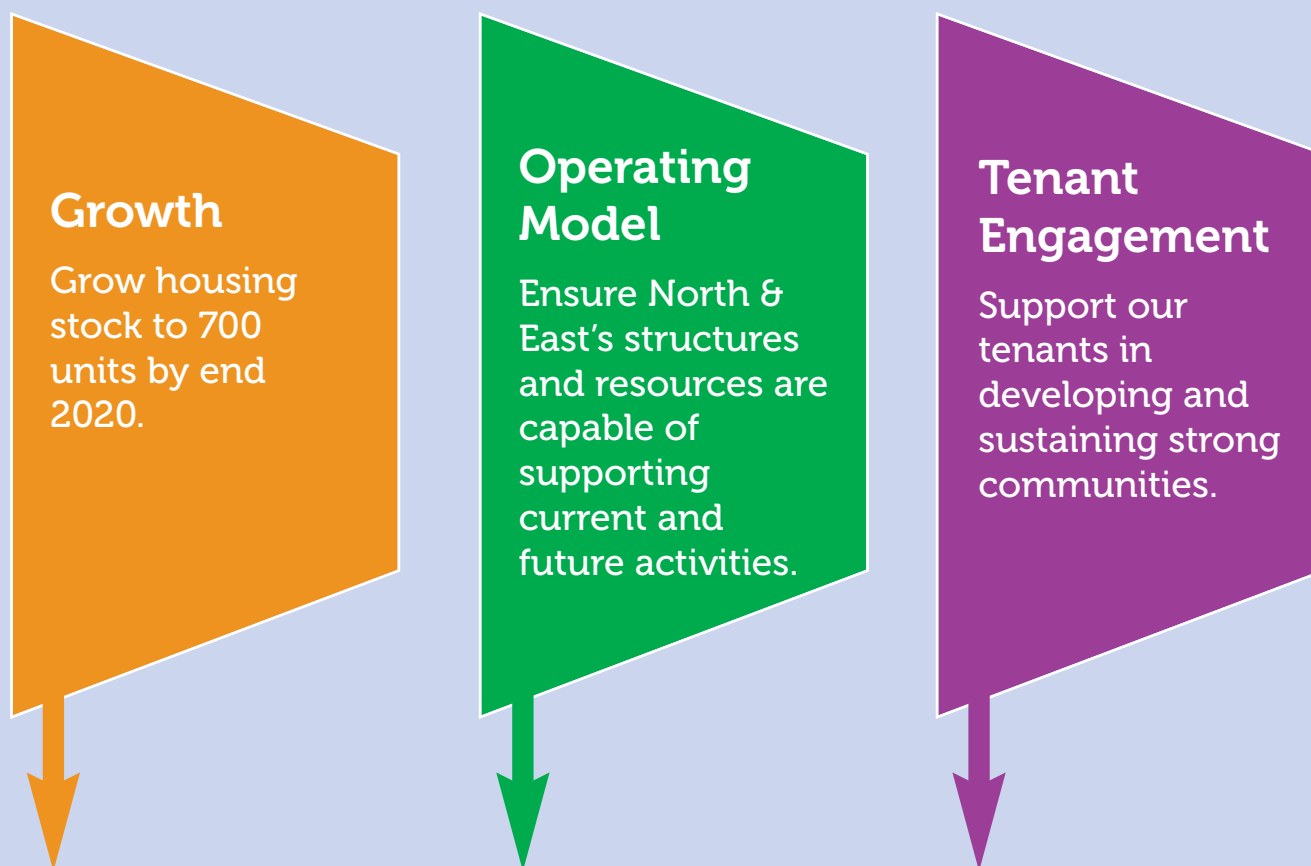 Growth
Grow housing
stock to 700
units by end
2020.
Operating
Model
Ensure North &
East’s structures
and resources are
capable of
supporting
current and
future activities.
Tenant
Engagement
Support our
tenants in
developing and
sustaining strong
communities.